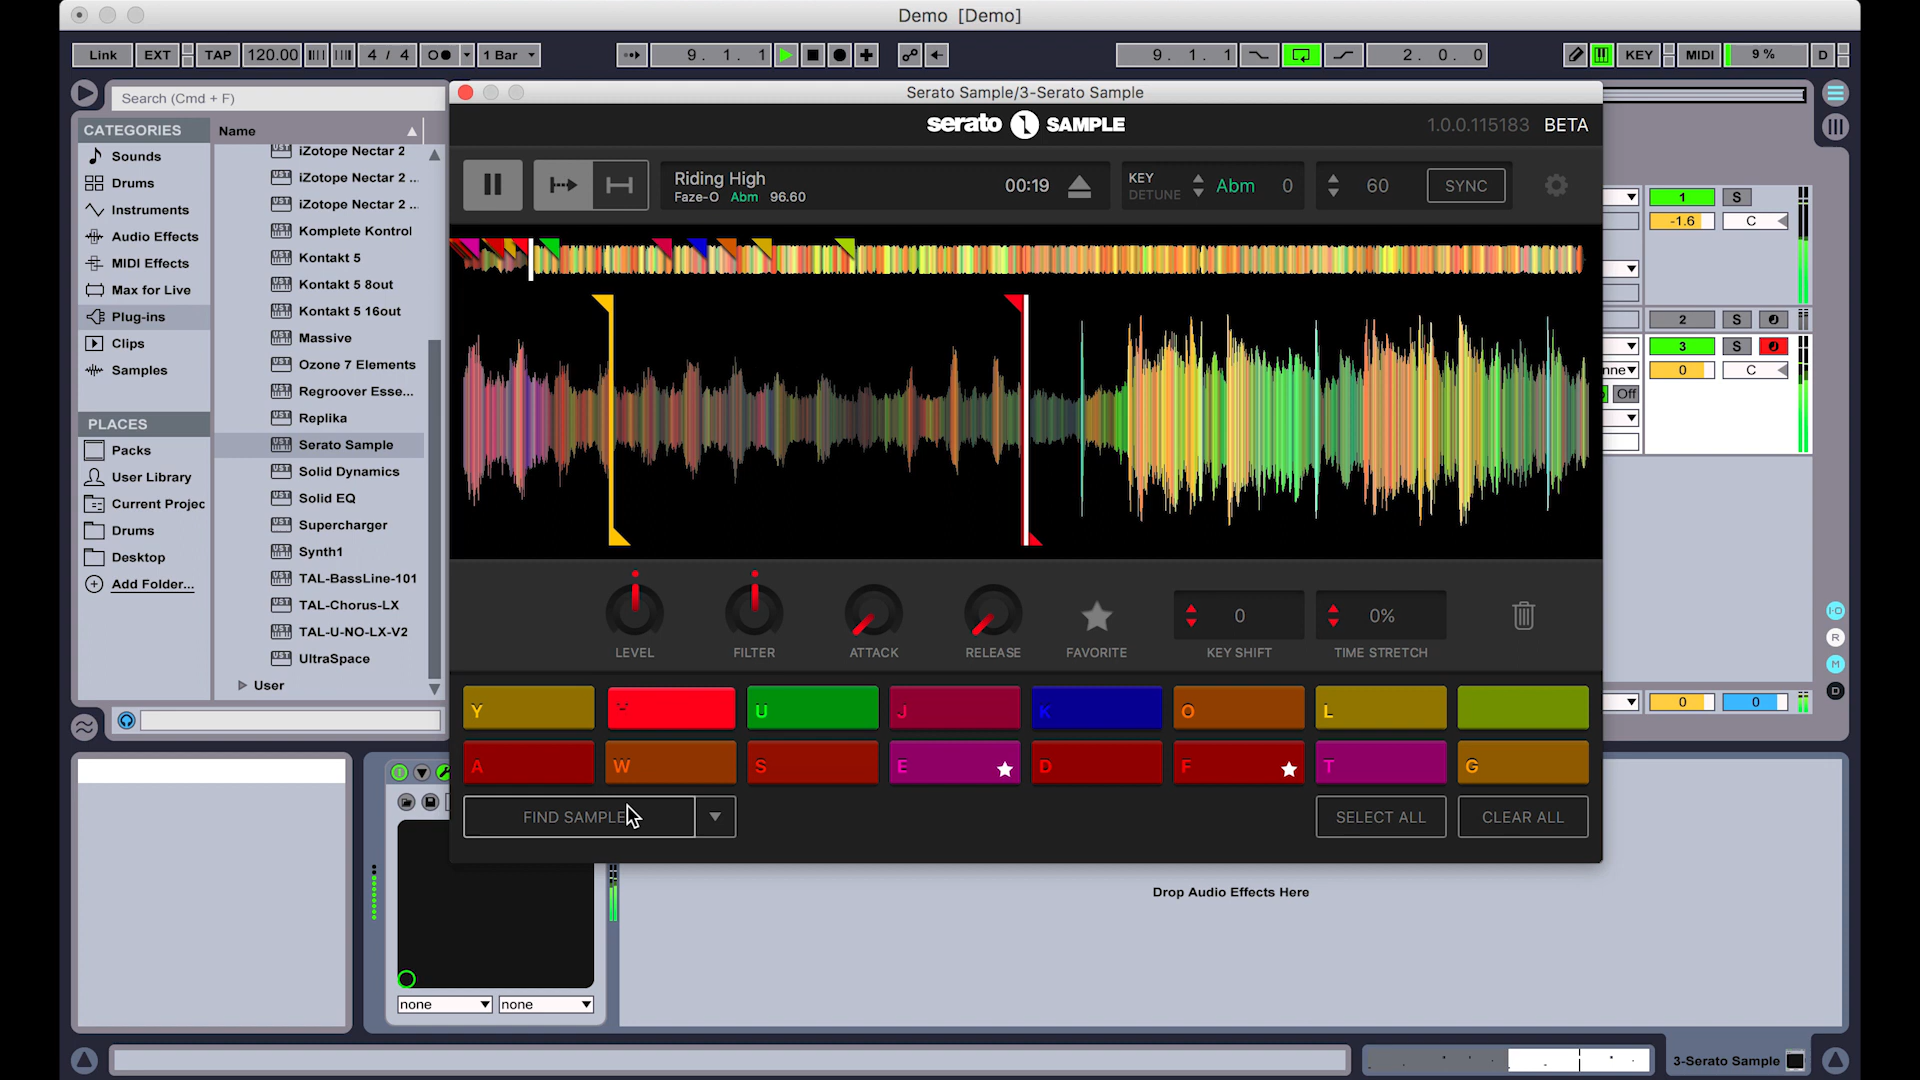 Demo [Demo]
Link EXT TAP 120.00 4 / 4 1 Bar 9. 1. 1 9. 1. 1 2. 0. 0 KEY MIDI 9 % D
Search (Cmd + F)
CATEGORIES
Sounds
Drums
Instruments
Audio Effects
MIDI Effects
Max for Live
Plug-ins
Clips
Samples
PLACES
Packs
User Library
Current Projec
Drums
Desktop
Add Folder...
Name
iZotope Nectar 2
iZotope Nectar 2 ...
iZotope Nectar 2 ...
Komplete Kontrol
Kontakt 5
Kontakt 5 8out
Kontakt 5 16out
Massive
Ozone 7 Elements
Regroover Esse...
Replika
Serato Sample
Solid Dynamics
Solid EQ
Supercharger
Synth1
TAL-BassLine-101
TAL-Chorus-LX
TAL-U-NO-LX-V2
UltraSpace
User
Serato Sample/3-Serato Sample
serato SAMPLE
1.0.0.115183 BETA
Riding High
Faze-O Abm 96.60
00:19
KEY
DETUNE
Abm 0
60
SYNC
LEVEL FILTER ATTACK RELEASE FAVORITE
0
KEY SHIFT
0%
TIME STRETCH
Y U J K O L
A W S E D F T G
FIND SAMPLE
SELECT ALL CLEAR ALL
1 S
-1.6 C
2 S
3 S
nne
0 C
Off
I·O
R
M
D
0 0
none none
Drop Audio Effects Here
3-Serato Sample